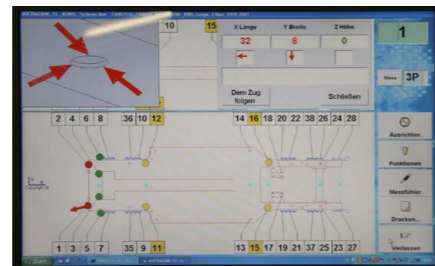 10
15
X Länge
Y Breite
Z Höhe
32
8
0
Dem Zug
folgen
Schließen
1
Mess
3P
2 4 6 8 36 10 12 14 16 18 20 22 38 26 24 28
1 3 5 7 35 9 11 13 15 17 19 21 37 25 23 27
Ausrichten
Funktionen
Messfühler
Drucken...
Verlassen
Start